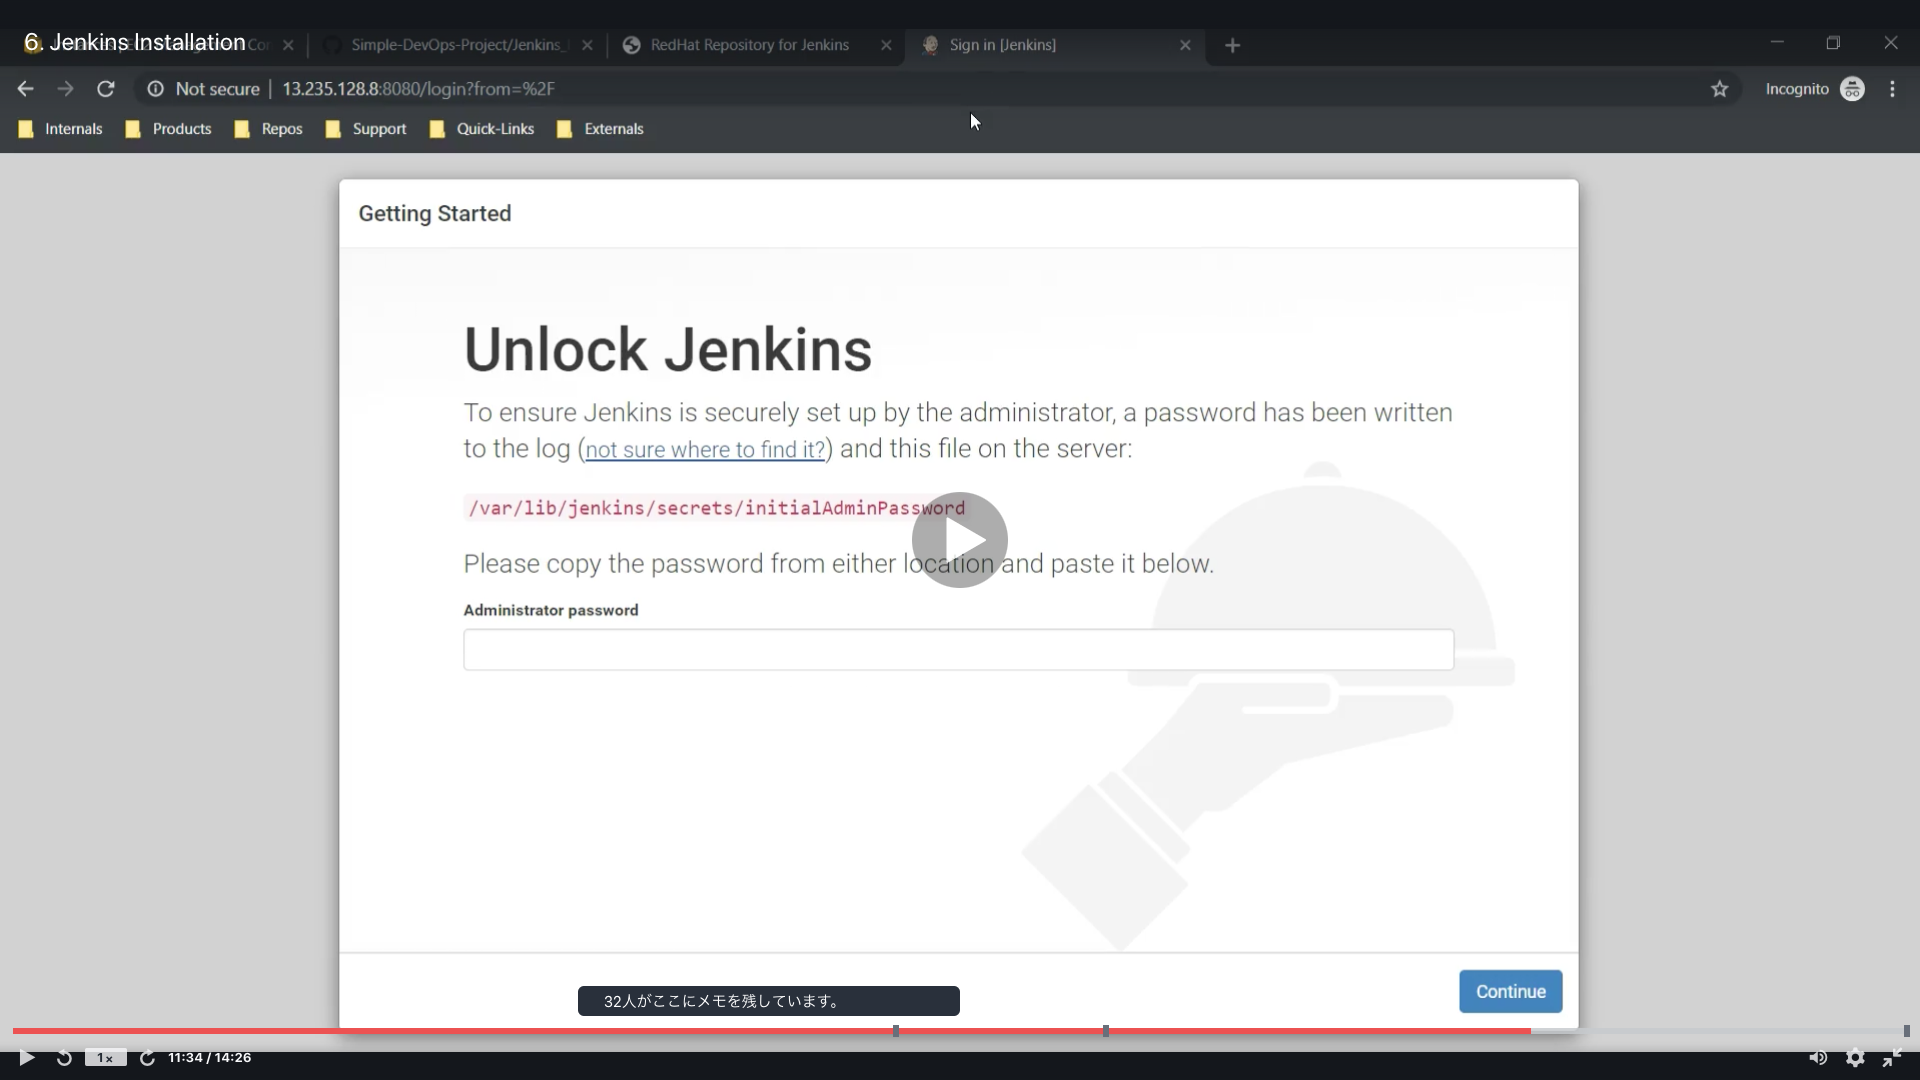 6. Jenkins Installation
Simple-DevOps-Project/Jenkins_
RedHat Repository for Jenkins
Sign in [Jenkins]
Not secure | 13.235.128.8:8080/login?from=%2F
Incognito
Internals
Products
Repos
Support
Quick-Links
Externals
Getting Started
Unlock Jenkins
To ensure Jenkins is securely set up by the administrator, a password has been written
to the log (not sure where to find it?) and this file on the server:
/var/lib/jenkins/secrets/initialAdminPassword
Please copy the password from either location and paste it below.
Administrator password
Continue
32人がここにメモを残しています。
1x
11:34 / 14:26